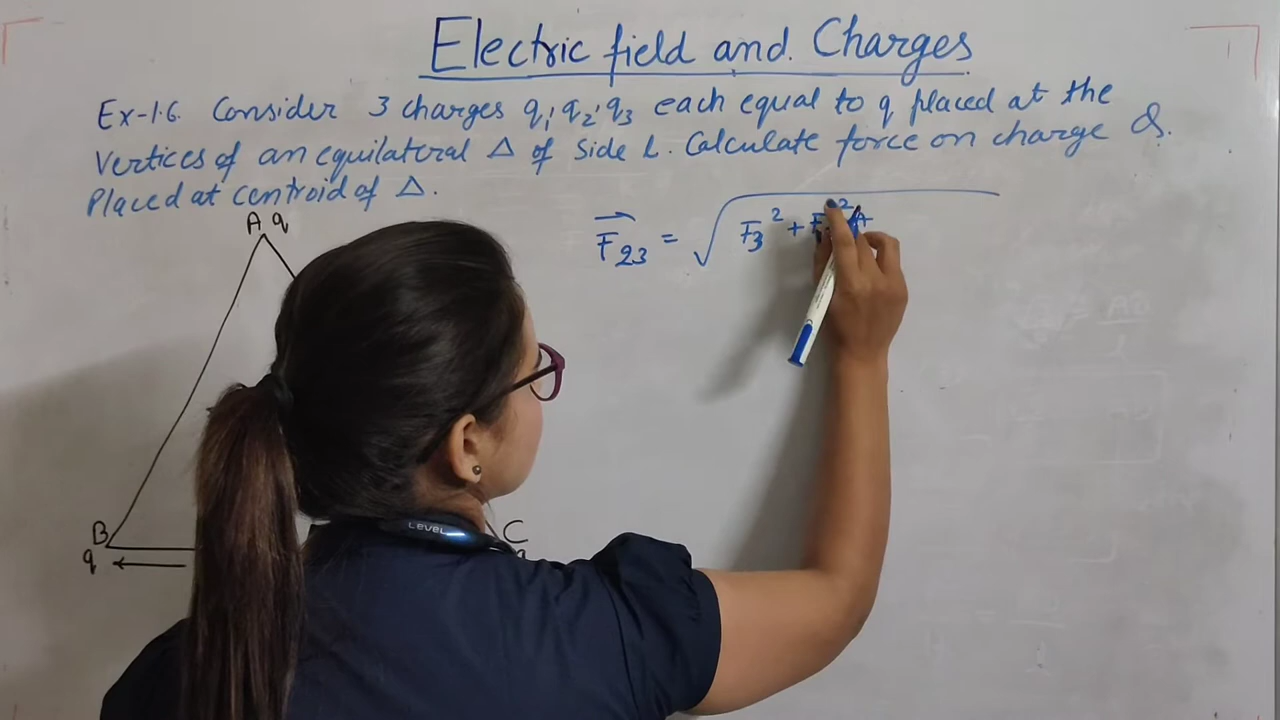 Electric field and Charges
Ex-1.6. Consider 3 charges q₁, q₂, q₃ each equal to q placed at the
Vertices of an equilateral Δ of side L. Calculate force on charge Q.
Placed at centroid of Δ.
A q
F₂₃ = √ F₃² +
B
q
C
LEVEL